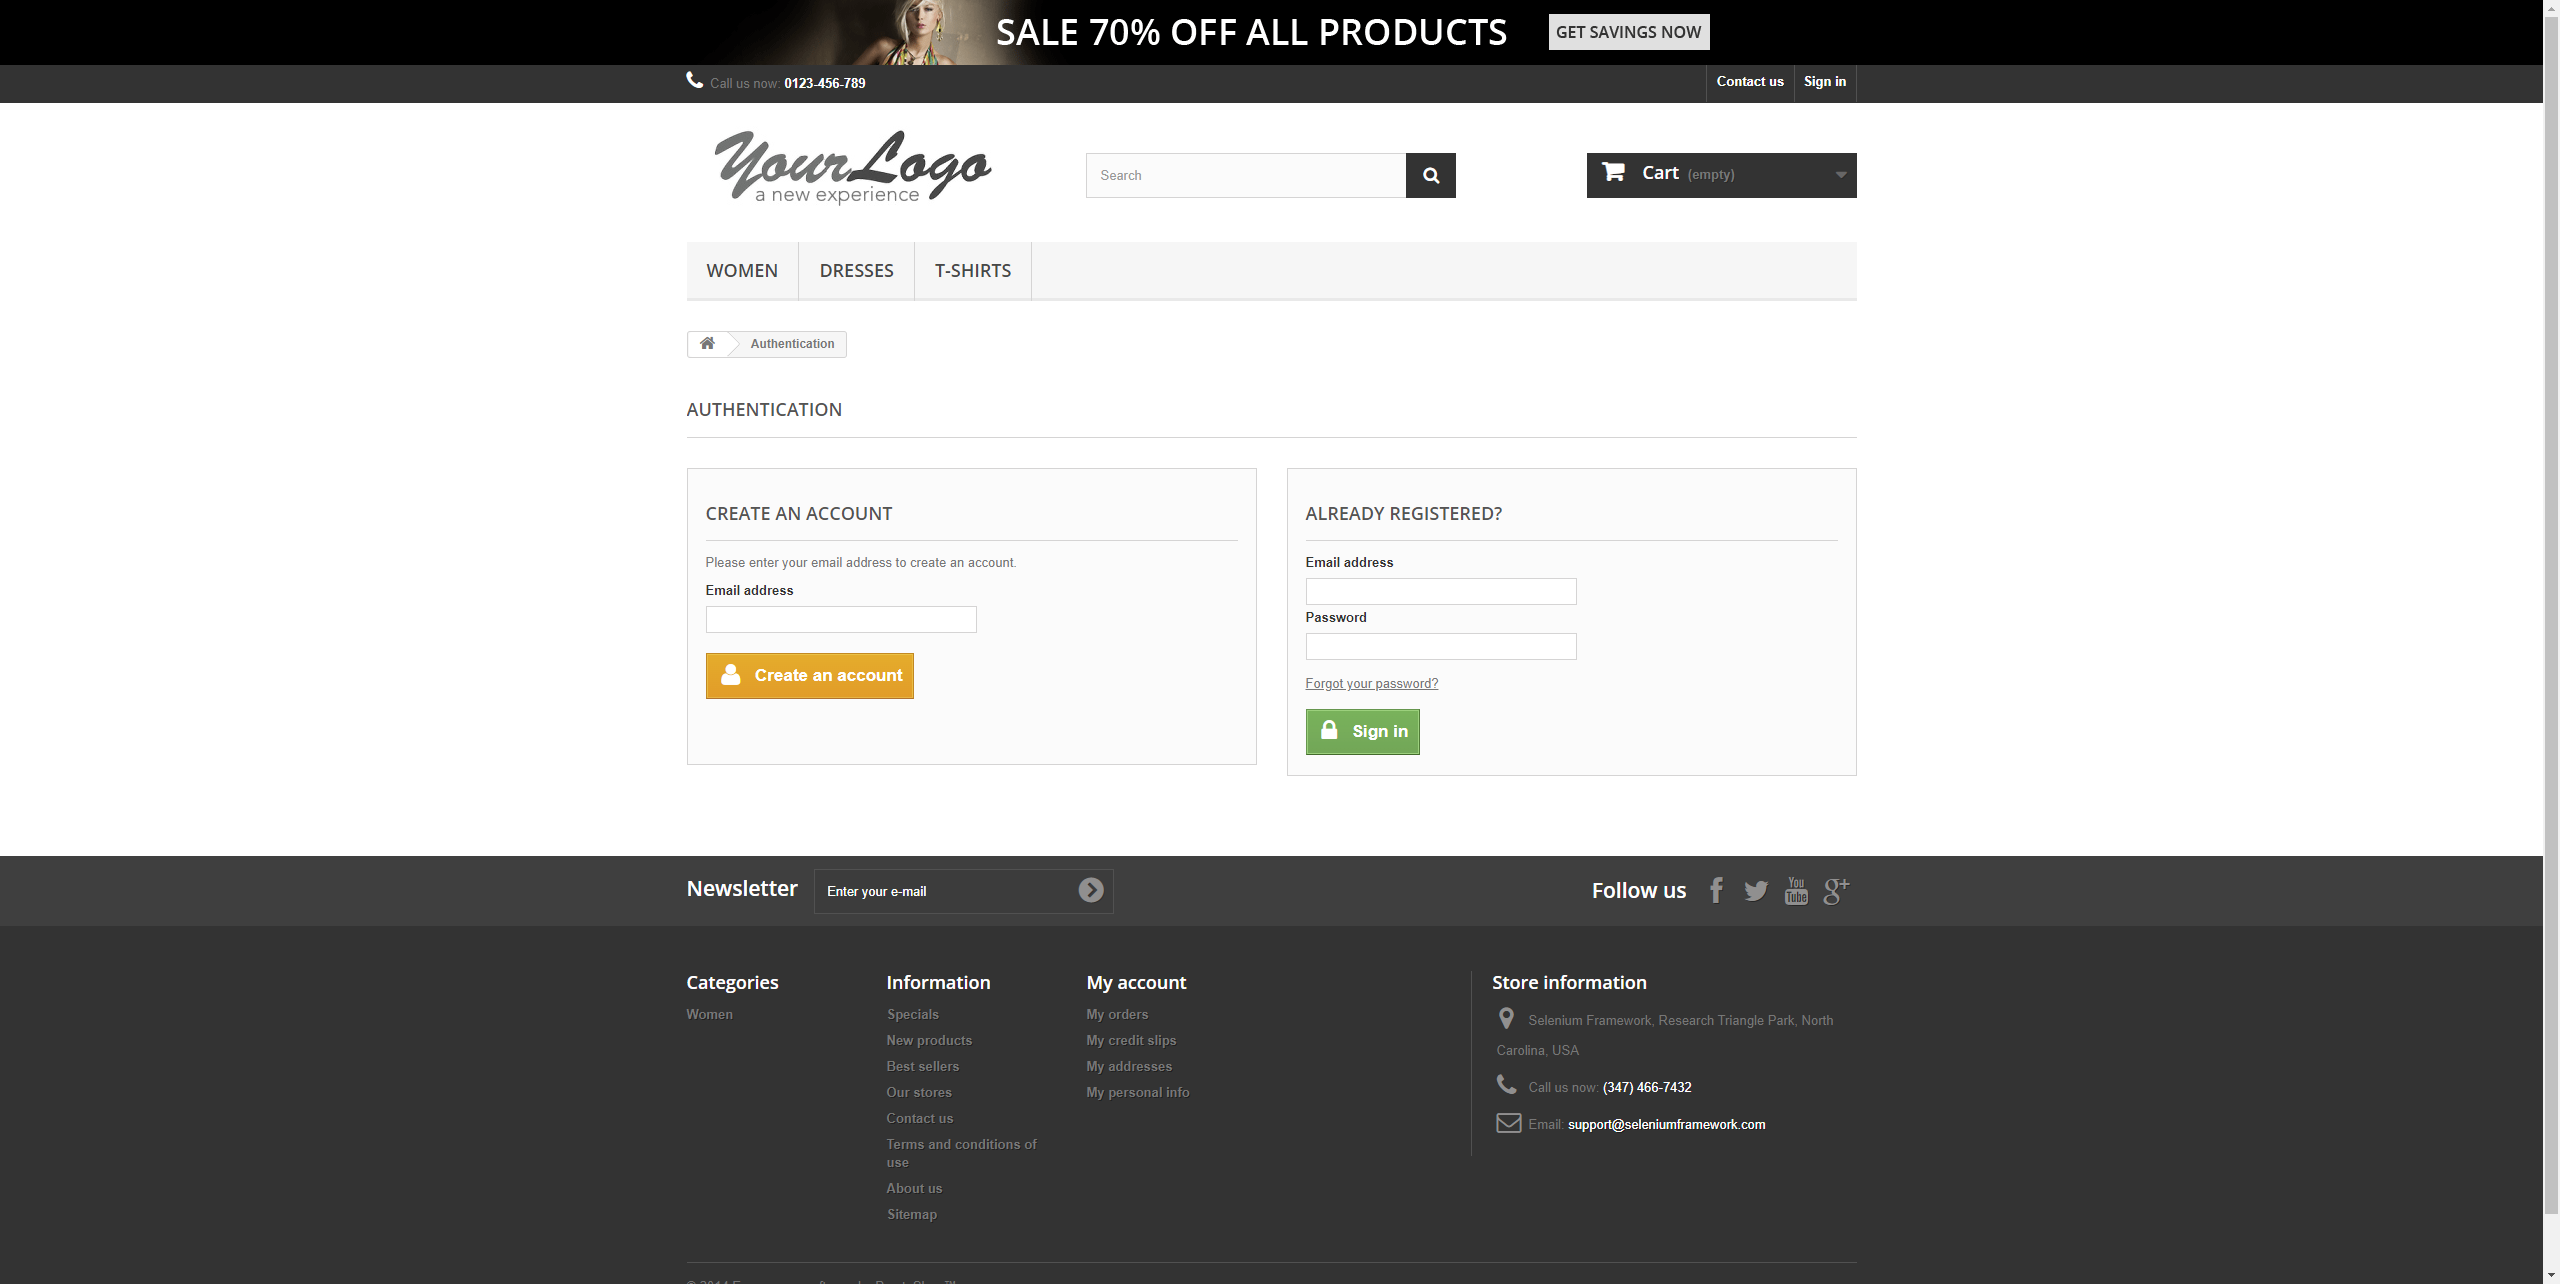 SALE 70% OFF ALL PRODUCTS
GET SAVINGS NOW
Call us now: 0123-456-789
Contact us
Sign in
YourLogo
a new experience
Search
Cart (empty)
WOMEN
DRESSES
T-SHIRTS
Authentication
AUTHENTICATION
CREATE AN ACCOUNT
Please enter your email address to create an account.
Email address
Create an account
ALREADY REGISTERED?
Email address
Password
Forgot your password?
Sign in
Newsletter
Enter your e-mail
Follow us
You
Tube
g+
Categories
Women
Information
Specials
New products
Best sellers
Our stores
Contact us
Terms and conditions of
use
About us
Sitemap
My account
My orders
My credit slips
My addresses
My personal info
Store information
Selenium Framework, Research Triangle Park, North
Carolina, USA
Call us now: (347) 466-7432
Email: support@seleniumframework.com